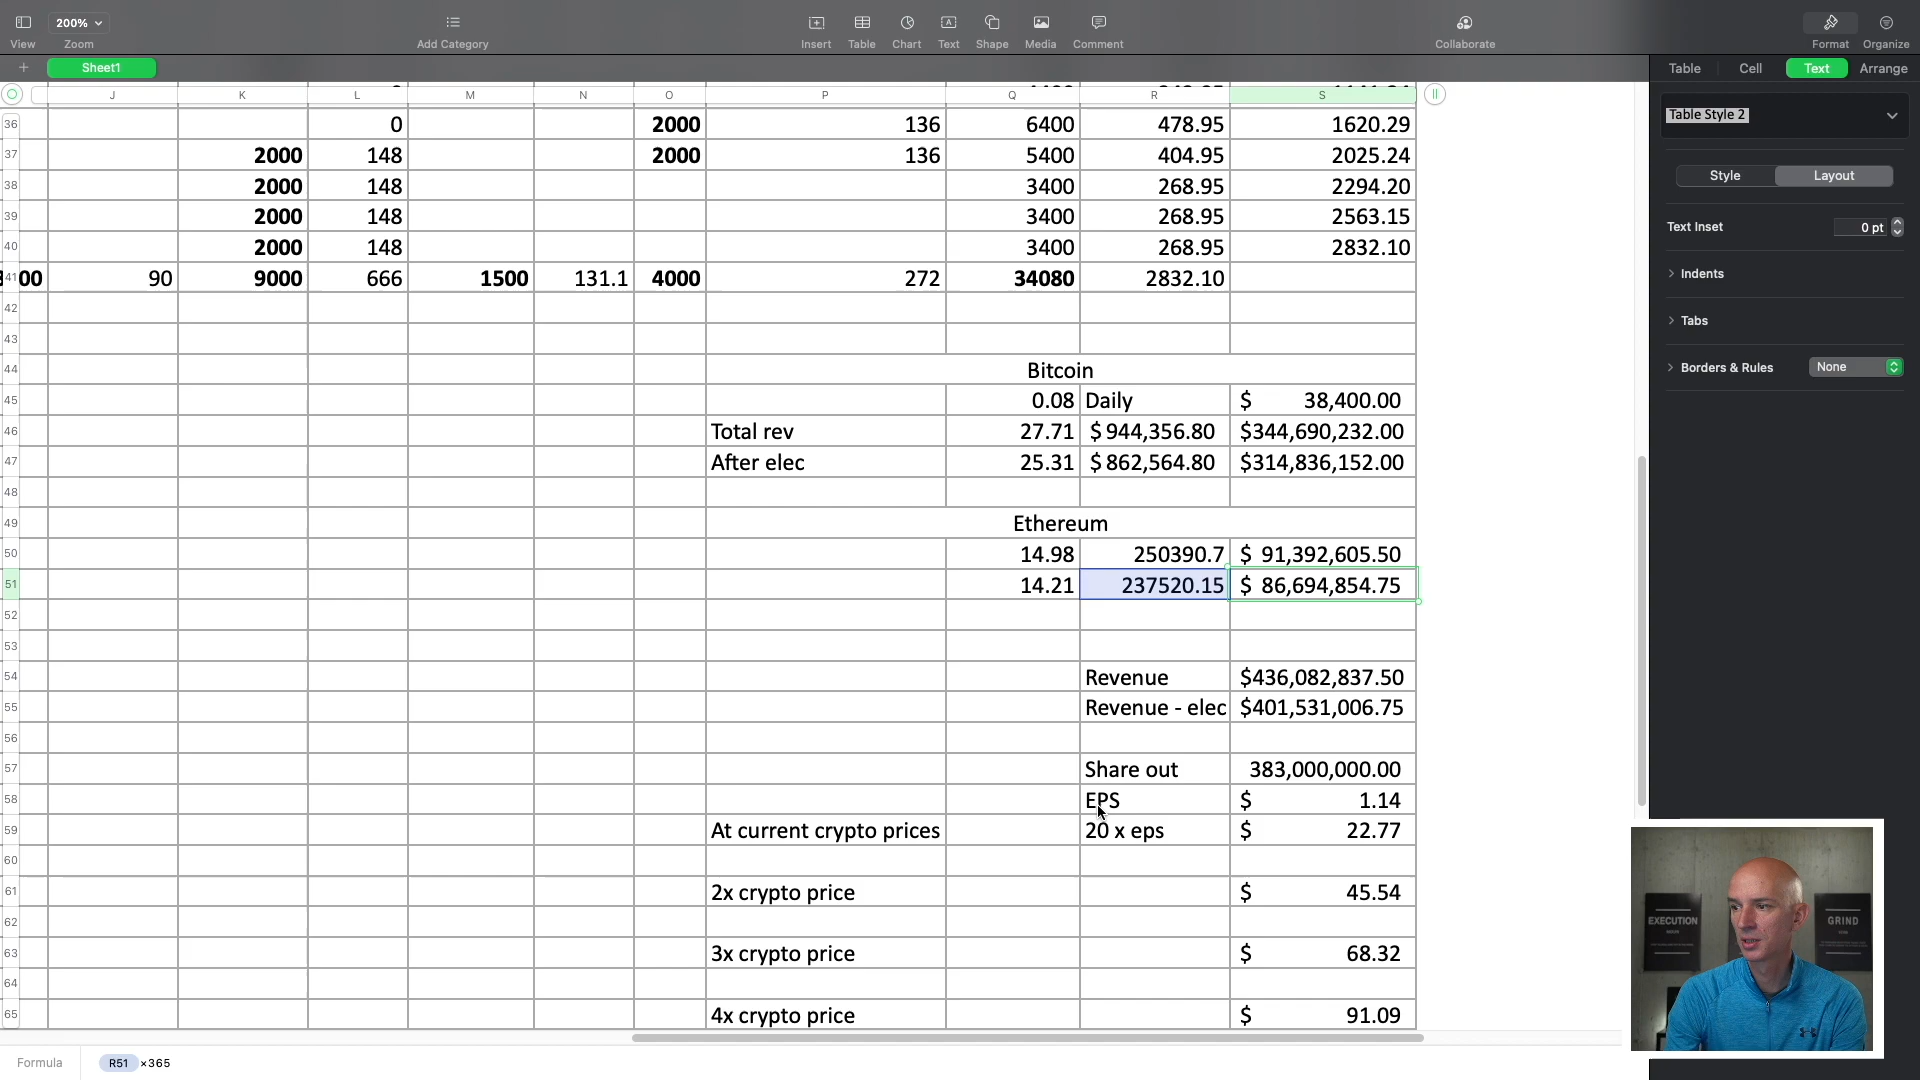 200%
View
Zoom
Add Category
Insert
Table
Chart
Text
Shape
Media
Comment
Collaborate
Format
Organize
+
Sheet1
Table
Cell
Text
Arrange
J K L M N O P Q R S
36 0 2000 136 6400 478.95 1620.29
37 2000 148 2000 136 5400 404.95 2025.24
38 2000 148 3400 268.95 2294.20
39 2000 148 3400 268.95 2563.15
40 2000 148 3400 268.95 2832.10
41 00 90 9000 666 1500 131.1 4000 272 34080 2832.10
42
43
44 Bitcoin
45 0.08 Daily $ 38,400.00
46 Total rev 27.71 $ 944,356.80 $344,690,232.00
47 After elec 25.31 $ 862,564.80 $314,836,152.00
48
49 Ethereum
50 14.98 250390.7 $ 91,392,605.50
51 14.21 237520.15 $ 86,694,854.75
52
53
54 Revenue $436,082,837.50
55 Revenue - elec $401,531,006.75
56
57 Share out 383,000,000.00
58 EPS $ 1.14
59 At current crypto prices 20 x eps $ 22.77
60
61 2x crypto price $ 45.54
62
63 3x crypto price $ 68.32
64
65 4x crypto price $ 91.09
Formula
R51 ×365
Table Style 2
Style
Layout
Text Inset
0 pt
Indents
Tabs
Borders & Rules
None
EXECUTION
GRIND